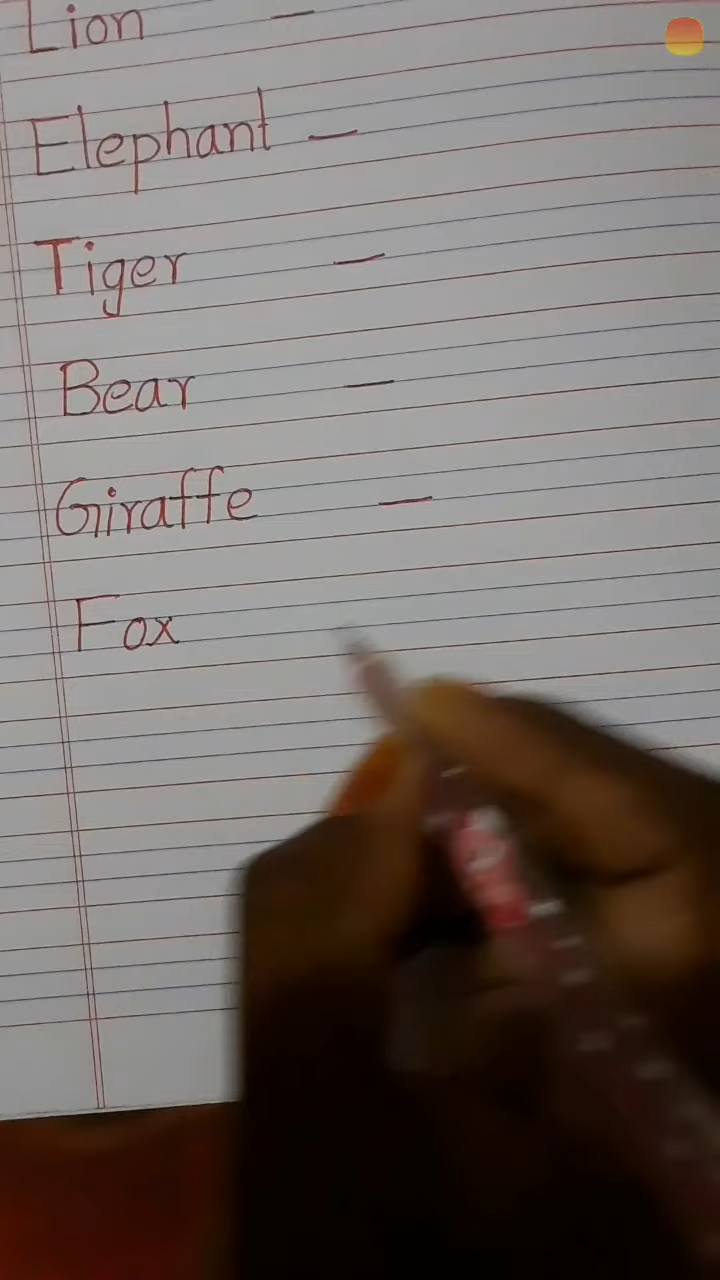 Lion —
Elephant —
Tiger —
Bear —
Giraffe —
Fox